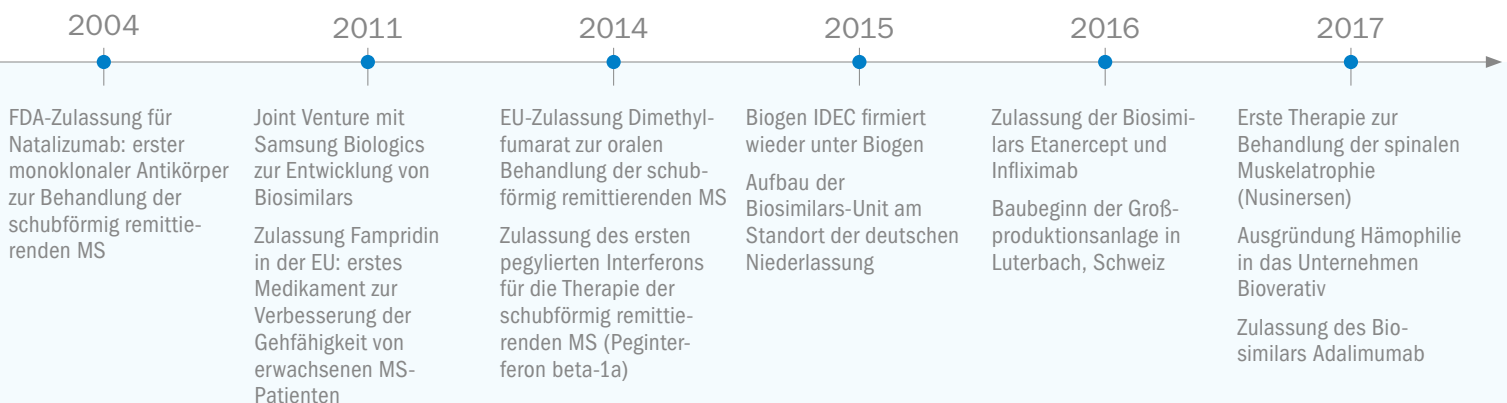 2004
FDA-Zulassung für
Natalizumab: erster
monoklonaler Antikörper
zur Behandlung der
schubförmig remittie-
renden MS
2011
Joint Venture mit
Samsung Biologics
zur Entwicklung von
Biosimilars
Zulassung Fampridin
in der EU: erstes
Medikament zur
Verbesserung der
Gehfähigkeit von
erwachsenen MS-
Patienten
2014
EU-Zulassung Dimethyl-
fumarat zur oralen
Behandlung der schub-
förmig remittierenden MS
Zulassung des ersten
pegylierten Interferons
für die Therapie der
schubförmig remittie-
renden MS (Peginter-
feron beta-1a)
2015
Biogen IDEC firmiert
wieder unter Biogen
Aufbau der
Biosimilars-Unit am
Standort der deutschen
Niederlassung
2016
Zulassung der Biosimi-
lars Etanercept und
Infliximab
Baubeginn der Groß-
produktionsanlage in
Luterbach, Schweiz
2017
Erste Therapie zur
Behandlung der spinalen
Muskelatrophie
(Nusinersen)
Ausgründung Hämophilie
in das Unternehmen
Bioverativ
Zulassung des Bio-
similars Adalimumab